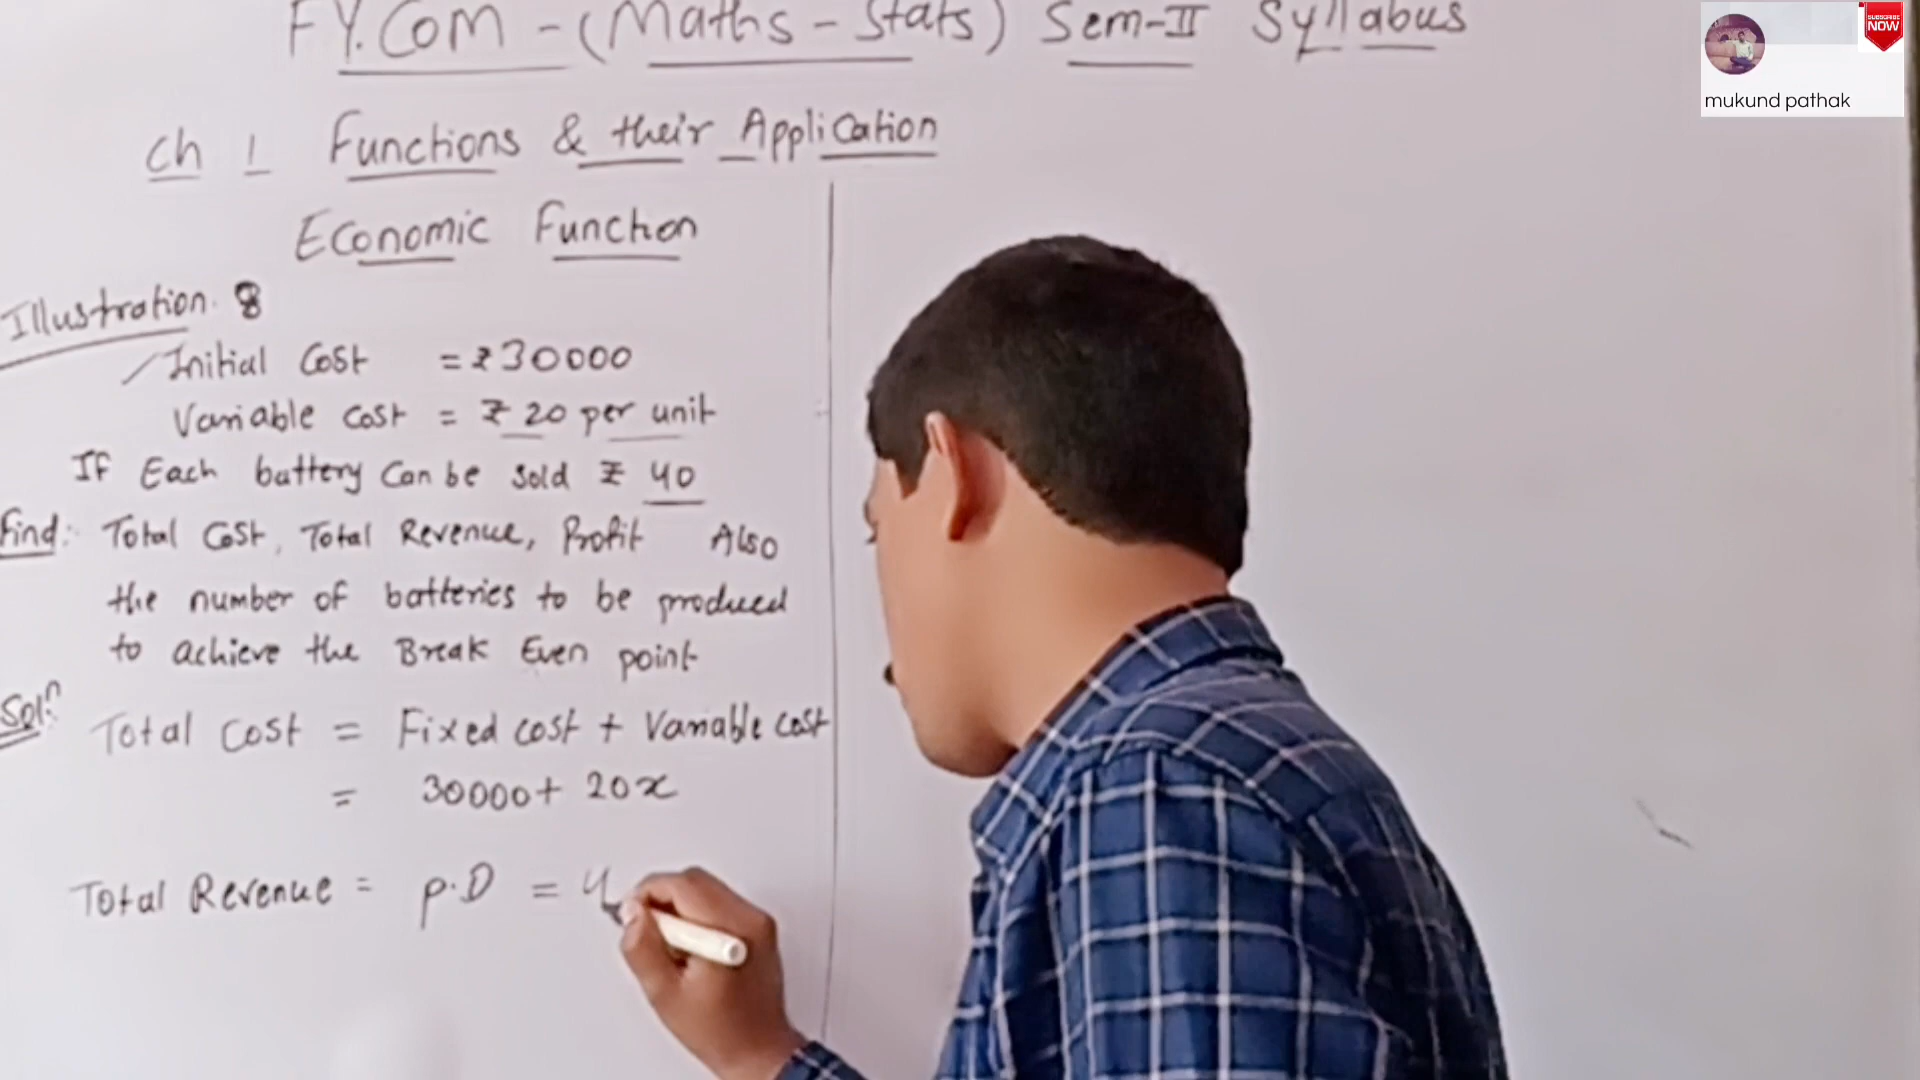 FY.COM - (Maths - Stats) Sem-II Syllabus
SUBSCRIBE
NOW
mukund pathak
Ch 1 Functions & their Application
Economic Function
Illustration. 8
Initial Cost = ₹30000
Variable cost = ₹ 20 per unit
IF Each battery Can be sold ₹ 40
Find: Total Cost, Total Revenue, Profit Also
the number of batteries to be produced
to achieve the Break Even point
Solⁿ: Total Cost = Fixed cost + Variable cost
= 30000 + 20x
Total Revenue = p.D = 4